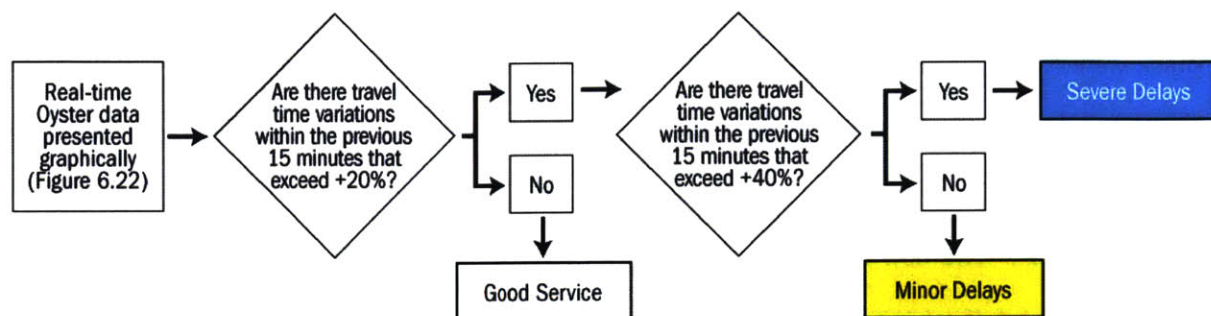 Real-time
Oyster data
presented
graphically
(Figure 6.22)
Are there travel
time variations
within the previous
15 minutes that
exceed +20%?
Yes
No
Good Service
Are there travel
time variations
within the previous
15 minutes that
exceed +40%?
Yes
No
Severe Delays
Minor Delays